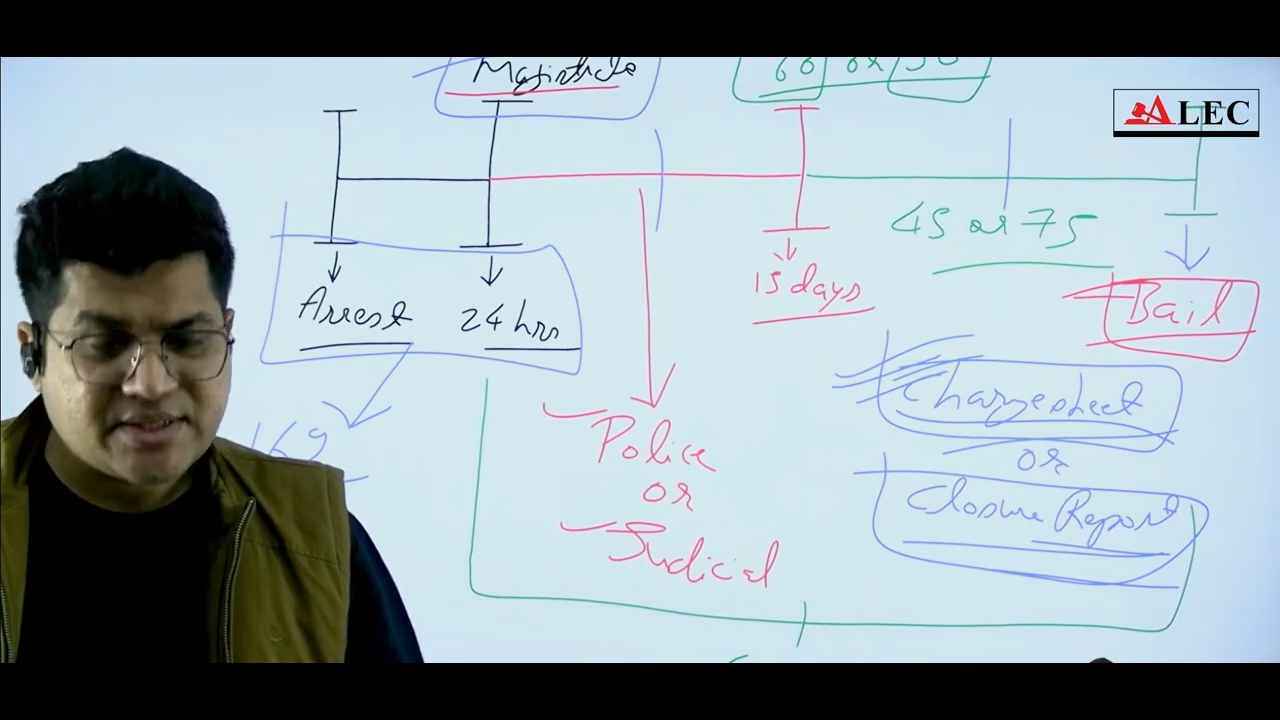 Magistrate
60 or 90
ALEC
45 or 75
15 days
Bail
Arrest 24 hrs
Chargesheet
or
Closure Report
169
Police
or
Judicial